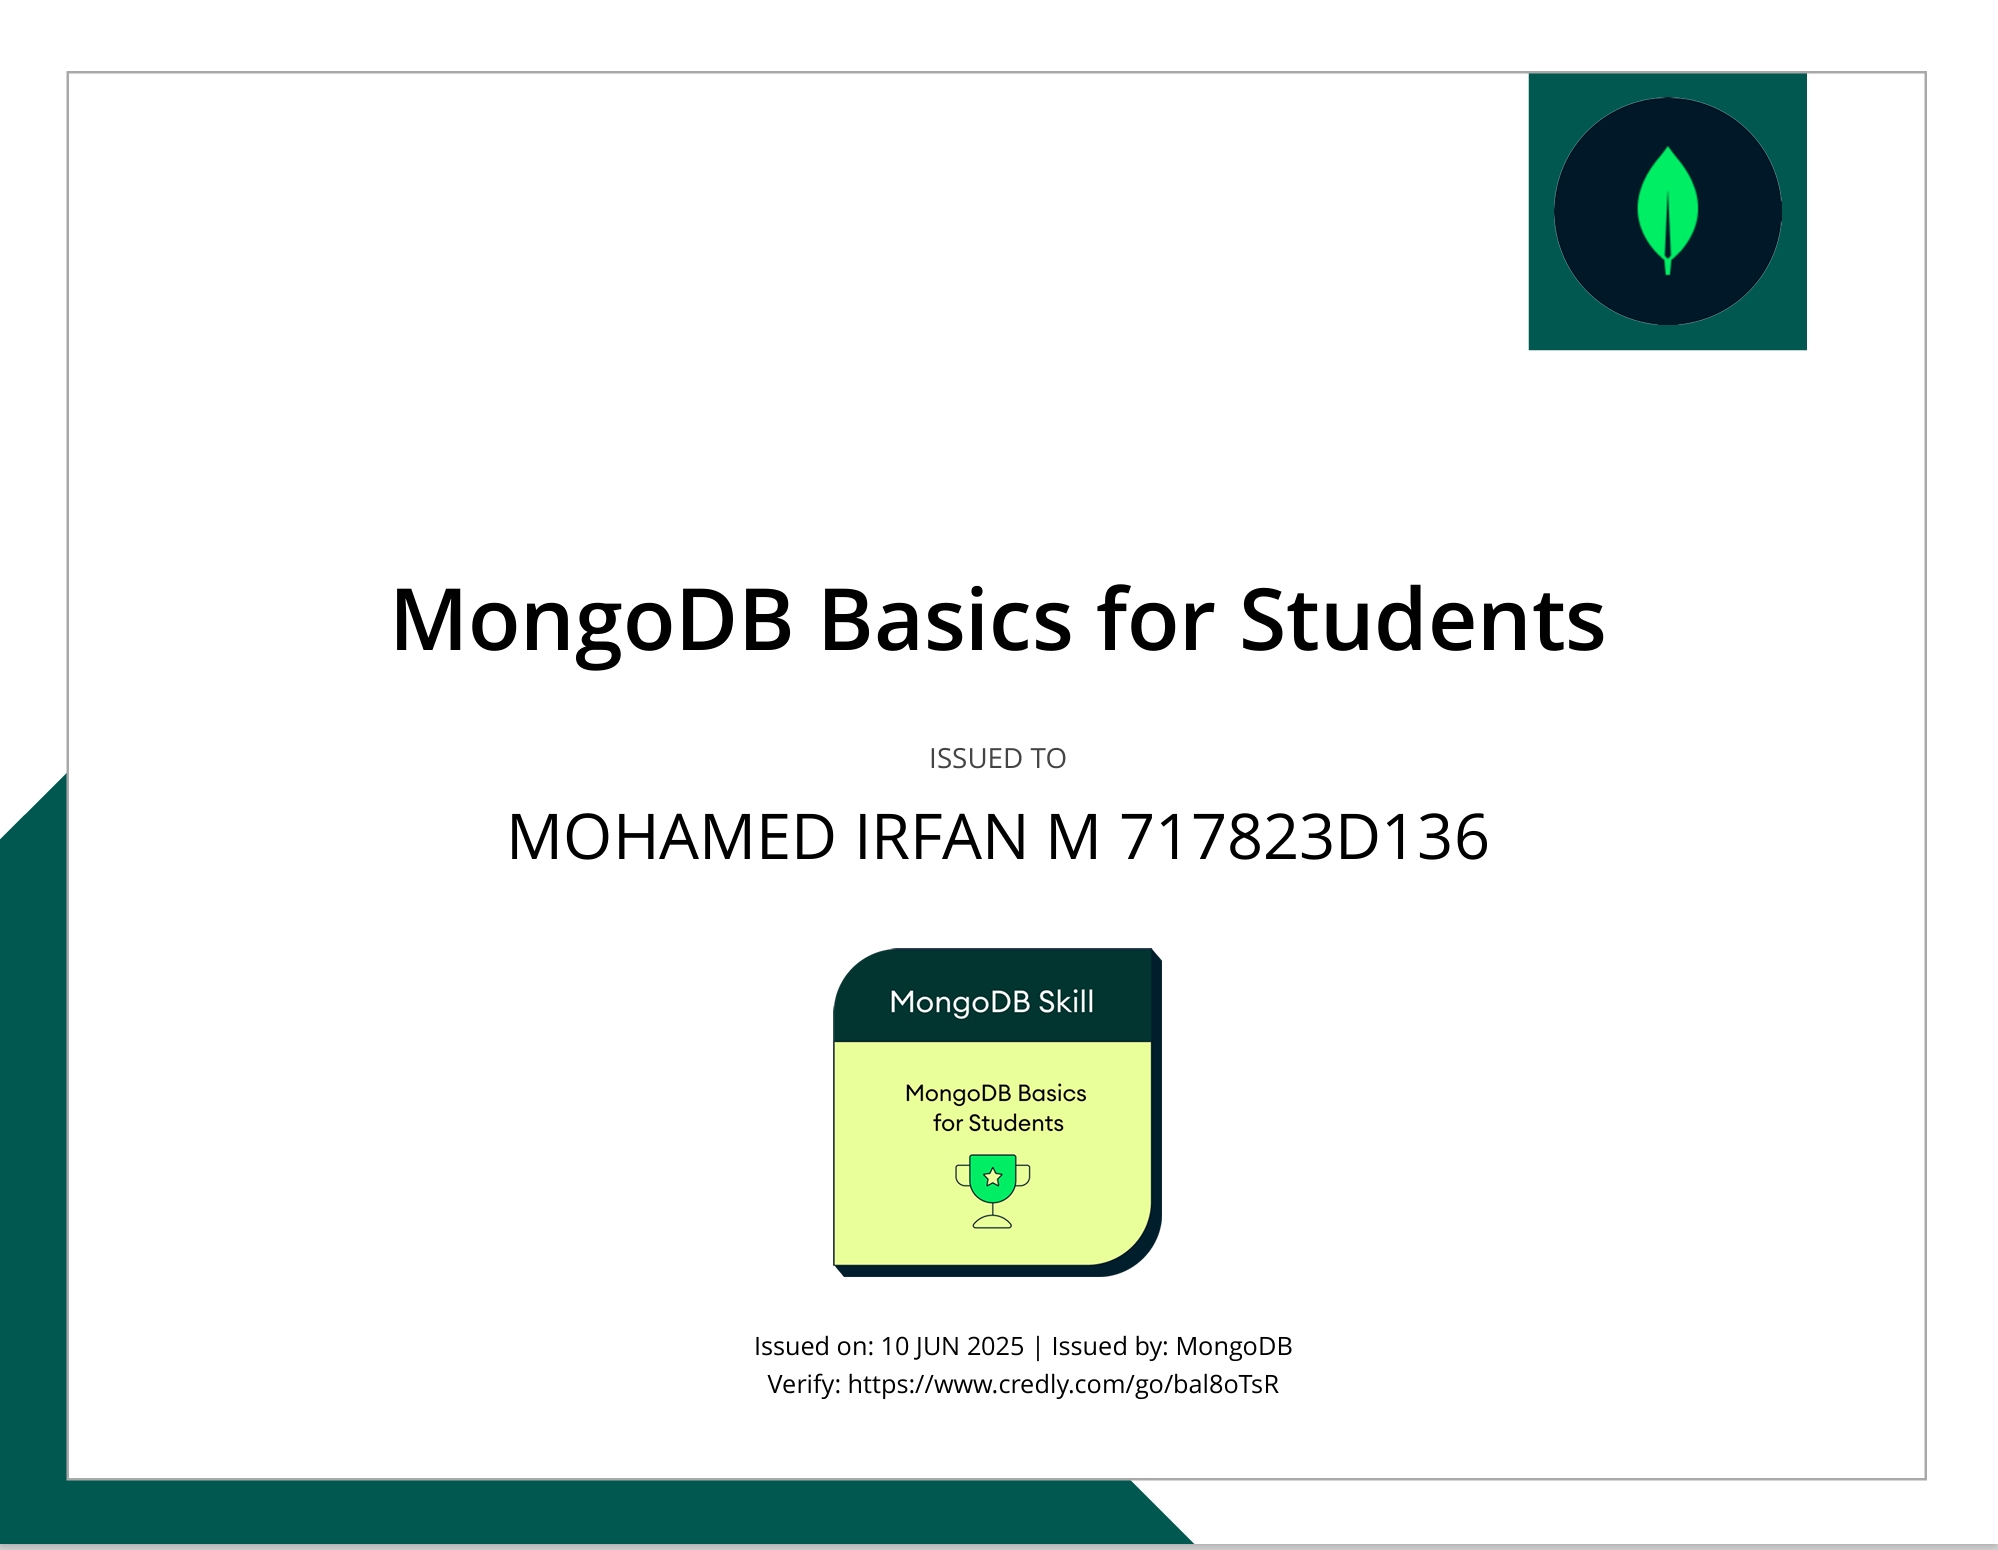 MongoDB Basics for Students
ISSUED TO
MOHAMED IRFAN M 717823D136
MongoDB Skill
MongoDB Basics
for Students
Issued on: 10 JUN 2025 | Issued by: MongoDB
Verify: https://www.credly.com/go/bal8oTsR